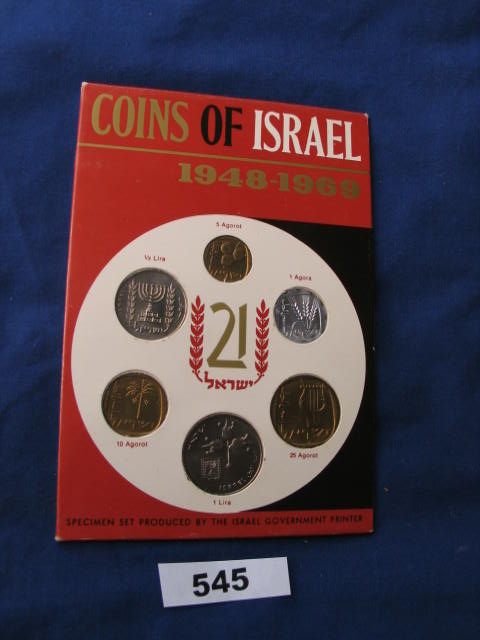 COINS OF ISRAEL
1948-1969
5 Agorot
½ Lira
1 Agora
21
ישראל
10 Agorot
25 Agorot
1 Lira
SPECIMEN SET PRODUCED BY THE ISRAEL GOVERNMENT PRINTER
545